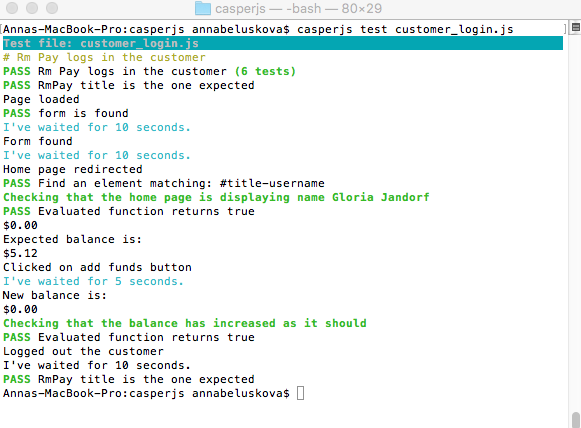 casperjs — -bash — 80×29
Annas-MacBook-Pro:casperjs annabeluskova$ casperjs test customer_login.js
Test file: customer_login.js
# Rm Pay logs in the customer
PASS Rm Pay logs in the customer (6 tests)
PASS RmPay title is the one expected
Page loaded
PASS form is found
I've waited for 10 seconds.
Form found
I've waited for 10 seconds.
Home page redirected
PASS Find an element matching: #title-username
Checking that the home page is displaying name Gloria Jandorf
PASS Evaluated function returns true
$0.00
Expected balance is:
$5.12
Clicked on add funds button
I've waited for 5 seconds.
New balance is:
$0.00
Checking that the balance has increased as it should
PASS Evaluated function returns true
Logged out the customer
I've waited for 10 seconds.
PASS RmPay title is the one expected
Annas-MacBook-Pro:casperjs annabeluskova$